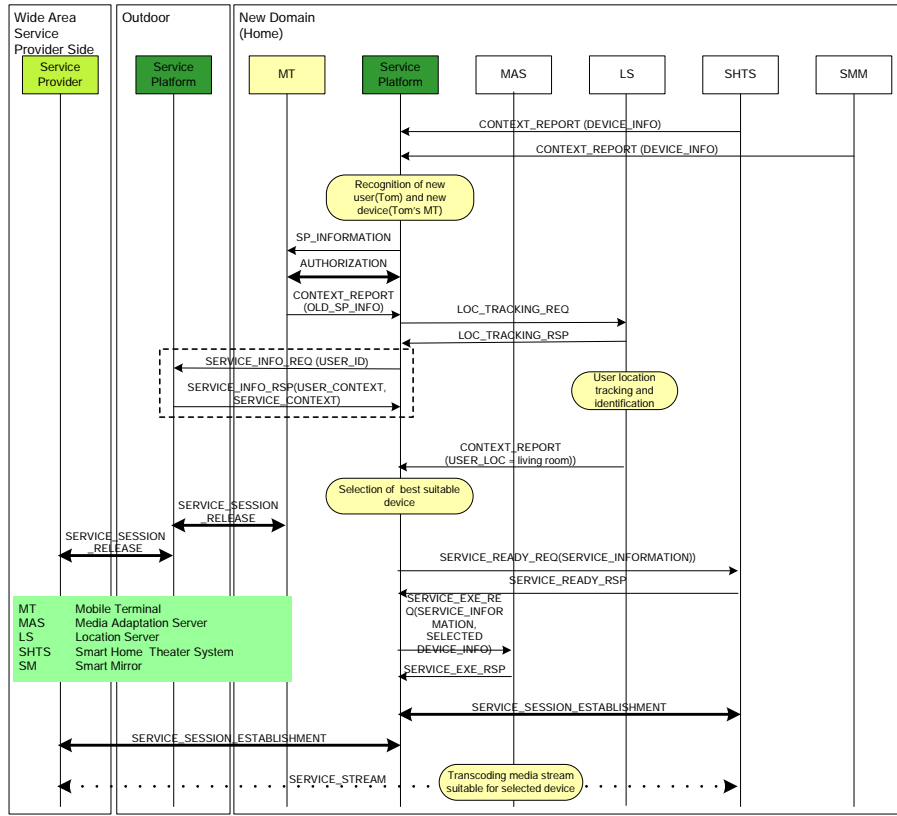 Wide Area
Service
Provider Side
Outdoor
New Domain
(Home)
Service
Provider
Service
Platform
MT
Service
Platform
MAS
LS
SHTS
SMM
CONTEXT_REPORT (DEVICE_INFO)
CONTEXT_REPORT (DEVICE_INFO)
Recognition of new
user(Tom) and new
device(Tom's MT)
SP_INFORMATION
AUTHORIZATION
CONTEXT_REPORT
(OLD_SP_INFO)
LOC_TRACKING_REQ
LOC_TRACKING_RSP
SERVICE_INFO_REQ (USER_ID)
SERVICE_INFO_RSP(USER_CONTEXT,
SERVICE_CONTEXT)
User location
tracking and
identification
CONTEXT_REPORT
(USER_LOC = living room))
Selection of best suitable
device
SERVICE_SESSION
_RELEASE
SERVICE_SESSION
_RELEASE
SERVICE_READY_REQ(SERVICE_INFORMATION))
SERVICE_READY_RSP
SERVICE_EXE_RE
Q(SERVICE_INFOR
MATION,
SELECTED
DEVICE_INFO)
SERVICE_EXE_RSP
MT Mobile Terminal
MAS Media Adaptation Server
LS Location Server
SHTS Smart Home Theater System
SM Smart Mirror
SERVICE_SESSION_ESTABLISHMENT
SERVICE_SESSION_ESTABLISHMENT
SERVICE_STREAM
Transcoding media stream
suitable for selected device